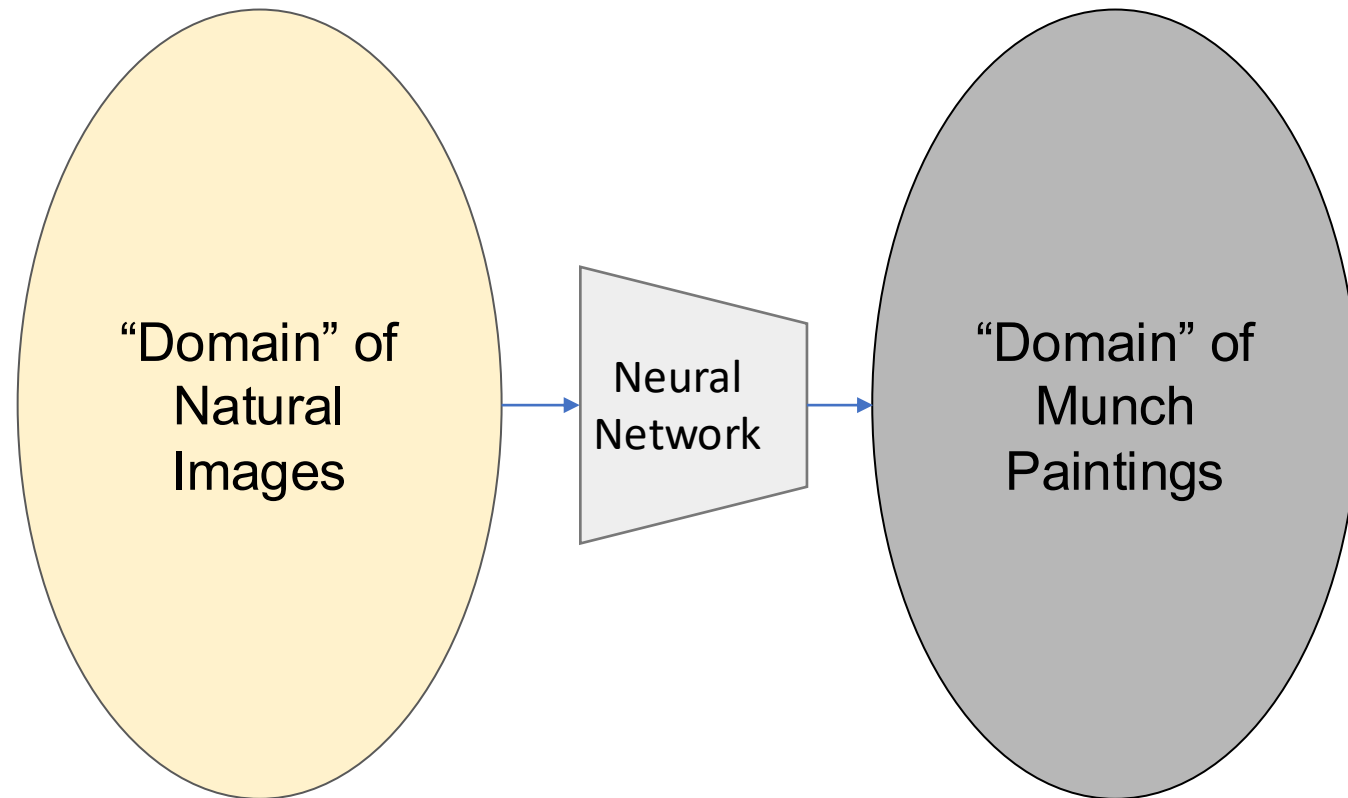 “Domain” of
Natural
Images
Neural
Network
“Domain” of
Munch
Paintings